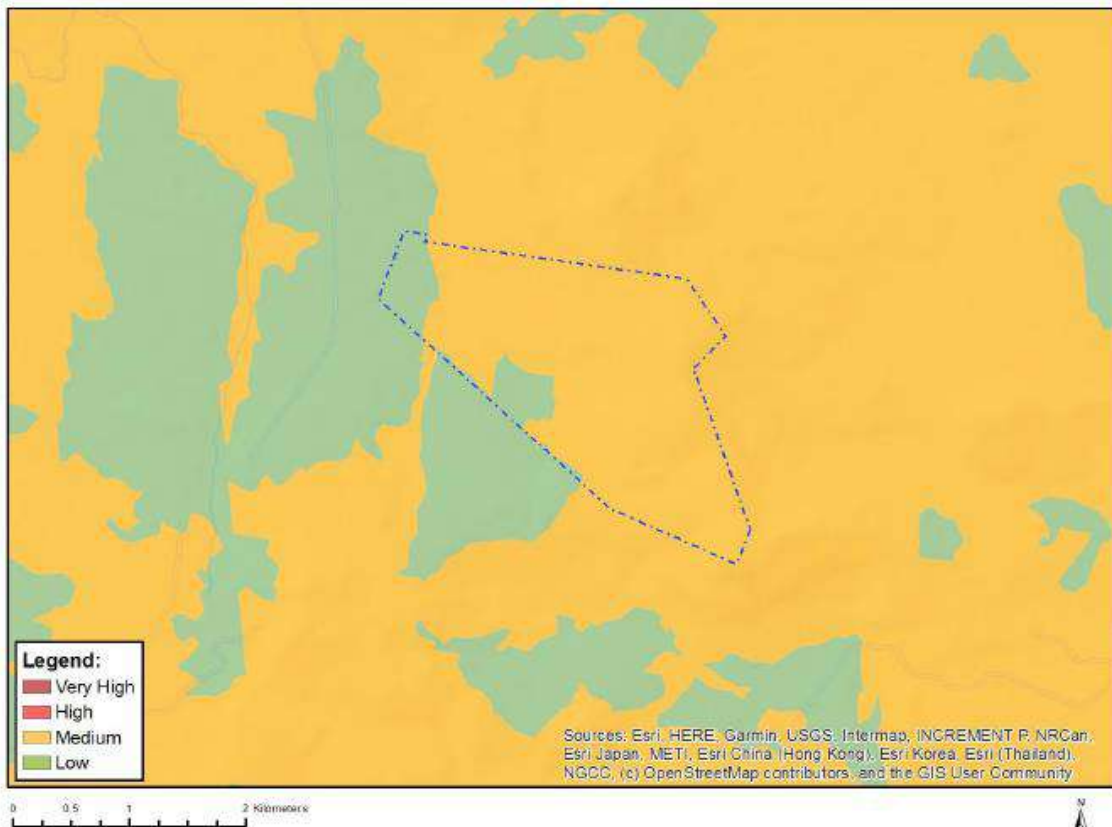 Legend:
Very High
High
Medium
Low
Sources: Esri, HERE, Garmin, USGS, Intermap, INCREMENT P, NRCan,
Esri Japan, METI, Esri China (Hong Kong), Esri Korea, Esri (Thailand),
NGCC, (c) OpenStreetMap contributors, and the GIS User Community
0 0.5 1 2 Kilometers
N